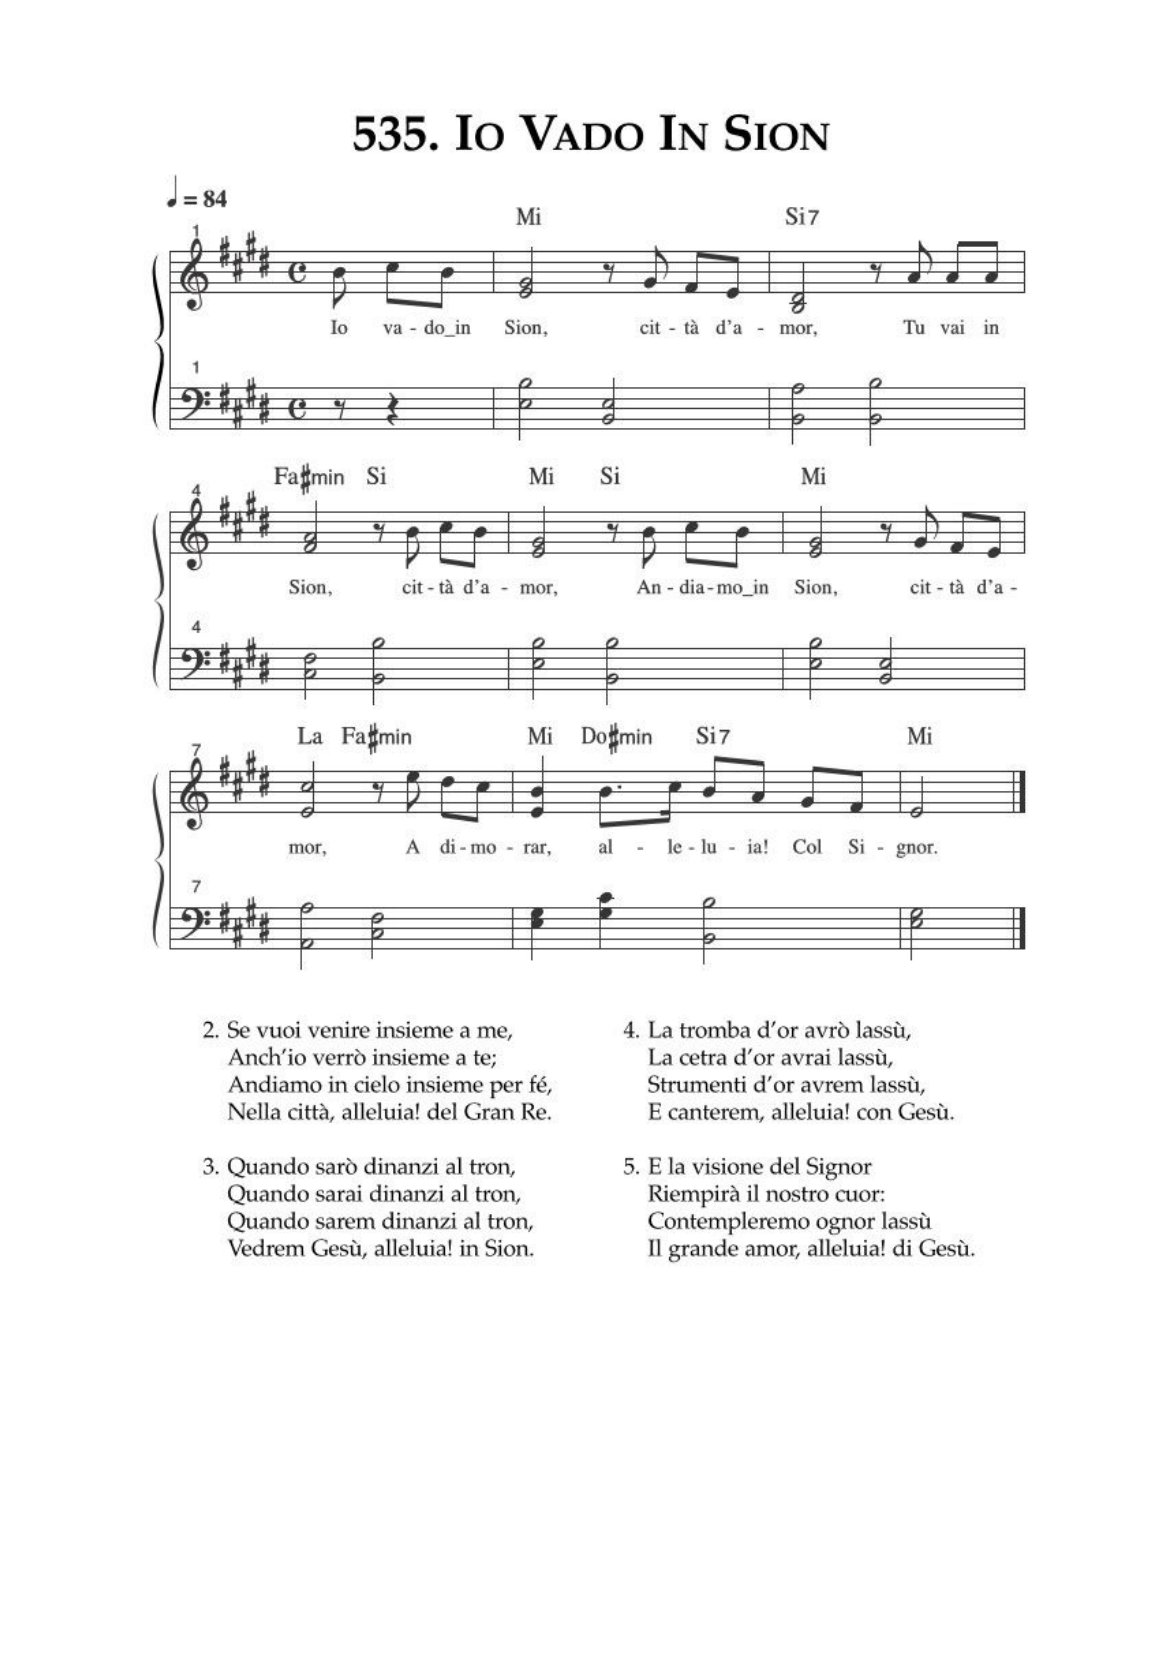 535. Io Vado In Sion
♩ = 84
Mi Si7
1
Io va - do_in Sion, cit - tà d'a - mor, Tu vai in
1
Fa♯min Si Mi Si Mi
4
Sion, cit - tà d'a - mor, An - dia - mo_in Sion, cit - tà d'a -
4
La Fa♯min Mi Do♯min Si7 Mi
7
mor, A di - mo - rar, al - le - lu - ia! Col Si - gnor.
7
2. Se vuoi venire insieme a me,
Anch'io verrò insieme a te;
Andiamo in cielo insieme per fé,
Nella città, alleluia! del Gran Re.
3. Quando sarò dinanzi al tron,
Quando sarai dinanzi al tron,
Quando sarem dinanzi al tron,
Vedrem Gesù, alleluia! in Sion.
4. La tromba d'or avrò lassù,
La cetra d'or avrai lassù,
Strumenti d'or avrem lassù,
E canterem, alleluia! con Gesù.
5. E la visione del Signor
Riempirà il nostro cuor:
Contempleremo ognor lassù
Il grande amor, alleluia! di Gesù.